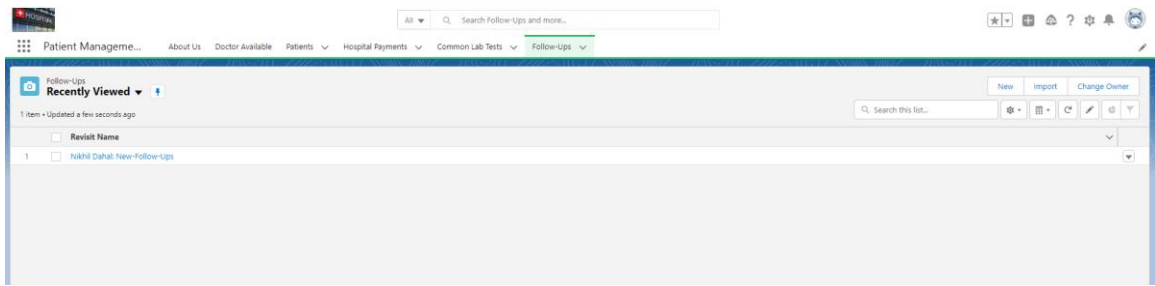 HOSPITAL
All
Search Follow-Ups and more...
Patient Manageme...
About Us
Doctor Available
Patients
Hospital Payments
Common Lab Tests
Follow-Ups
Follow-Ups
Recently Viewed
New
Import
Change Owner
1 item • Updated a few seconds ago
Search this list...
Revisit Name
1
Nikhil Dahal: New-Follow-Ups